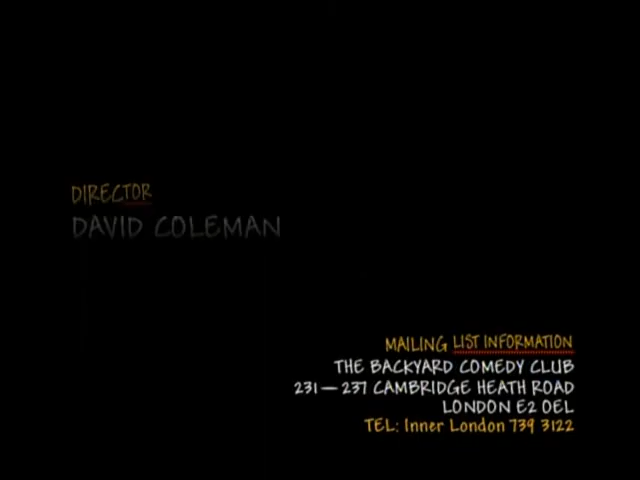 DIRECTOR
DAVID COLEMAN
MAILING LIST INFORMATION
THE BACKYARD COMEDY CLUB
231 — 237 CAMBRIDGE HEATH ROAD
LONDON E2 0EL
TEL: Inner London 739 3122